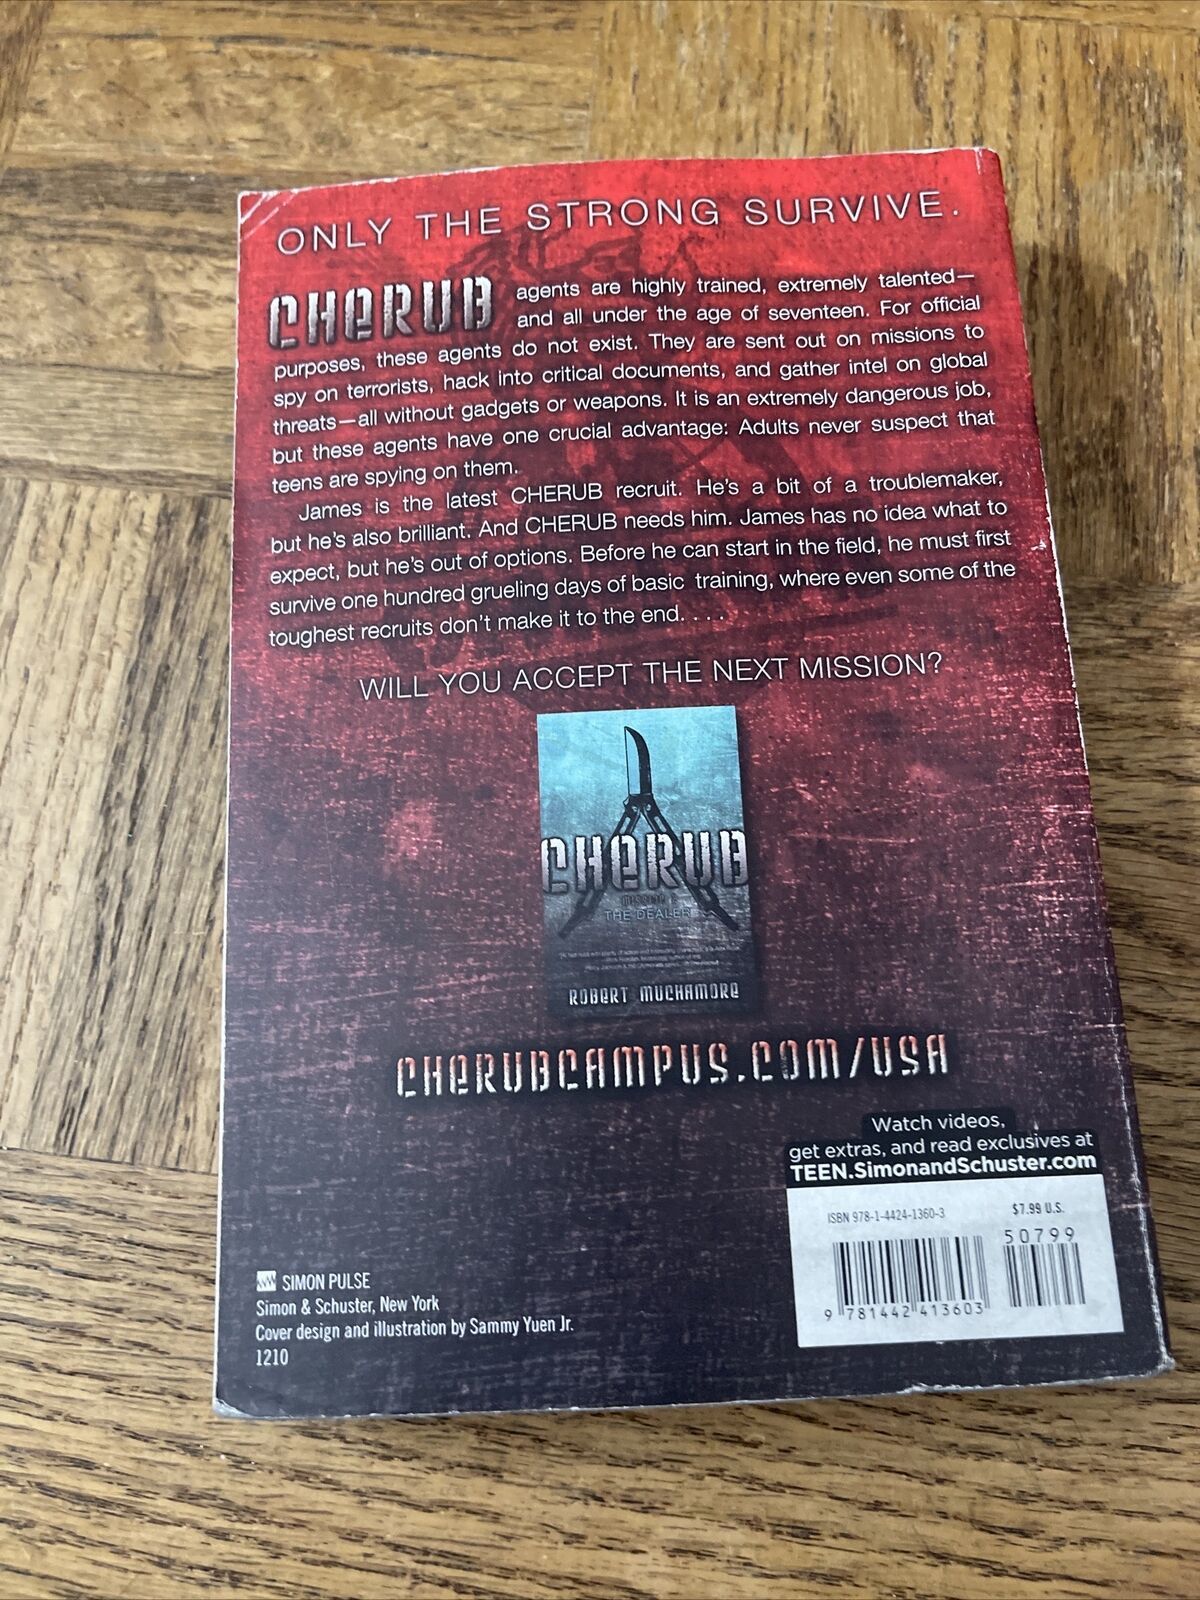 ONLY THE STRONG SURVIVE.
CHERUB agents are highly trained, extremely talented—
and all under the age of seventeen. For official
purposes, these agents do not exist. They are sent out on missions to
spy on terrorists, hack into critical documents, and gather intel on global
threats—all without gadgets or weapons. It is an extremely dangerous job,
but these agents have one crucial advantage: Adults never suspect that
teens are spying on them.
James is the latest CHERUB recruit. He's a bit of a troublemaker,
but he's also brilliant. And CHERUB needs him. James has no idea what to
expect, but he's out of options. Before he can start in the field, he must first
survive one hundred grueling days of basic training, where even some of the
toughest recruits don't make it to the end. . . .
WILL YOU ACCEPT THE NEXT MISSION?
CHERUB
THE DEALER
ROBERT MUCHAMORE
CHERUBCAMPUS.COM/USA
Watch videos,
get extras, and read exclusives at
TEEN.SimonandSchuster.com
ISBN 978-1-4424-1360-3 $7.99 U.S.
50799
9 781442 413603
SIMON PULSE
Simon & Schuster, New York
Cover design and illustration by Sammy Yuen Jr.
1210